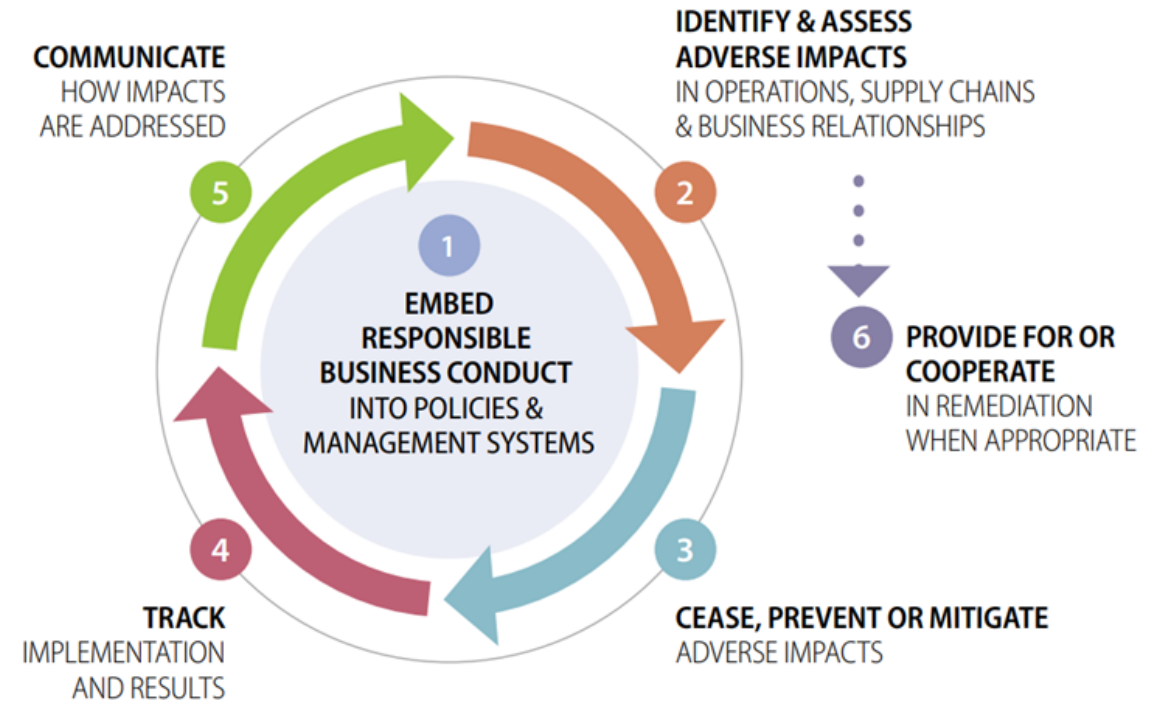 1
EMBED
RESPONSIBLE
BUSINESS CONDUCT
INTO POLICIES &
MANAGEMENT SYSTEMS
IDENTIFY & ASSESS
ADVERSE IMPACTS
IN OPERATIONS, SUPPLY CHAINS
& BUSINESS RELATIONSHIPS
2
3
CEASE, PREVENT OR MITIGATE
ADVERSE IMPACTS
4
TRACK
IMPLEMENTATION
AND RESULTS
COMMUNICATE
HOW IMPACTS
ARE ADDRESSED
5
6
PROVIDE FOR OR
COOPERATE
IN REMEDIATION
WHEN APPROPRIATE